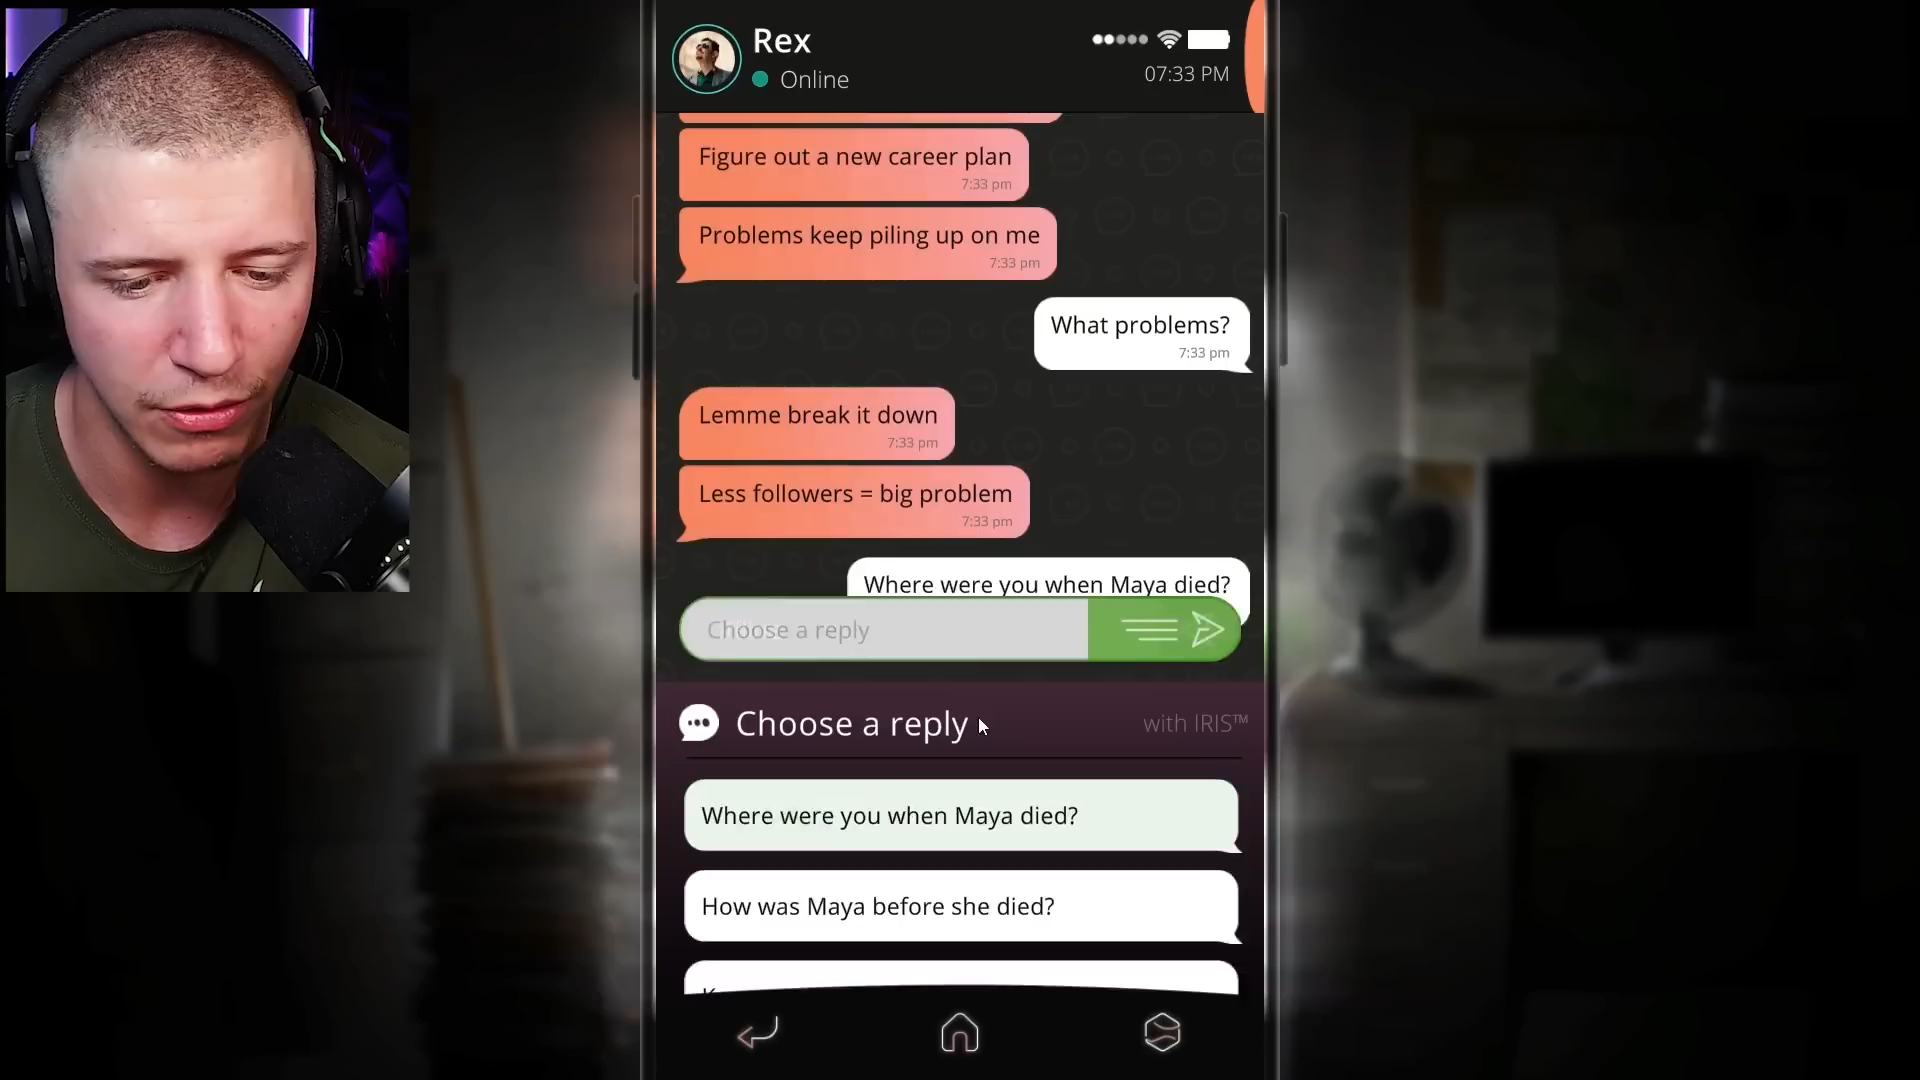 Rex
Online
07:33 PM
Figure out a new career plan
7:33 pm
Problems keep piling up on me
7:33 pm
What problems?
7:33 pm
Lemme break it down
7:33 pm
Less followers = big problem
7:33 pm
Where were you when Maya died?
Choose a reply
Choose a reply
with IRIS™
Where were you when Maya died?
How was Maya before she died?